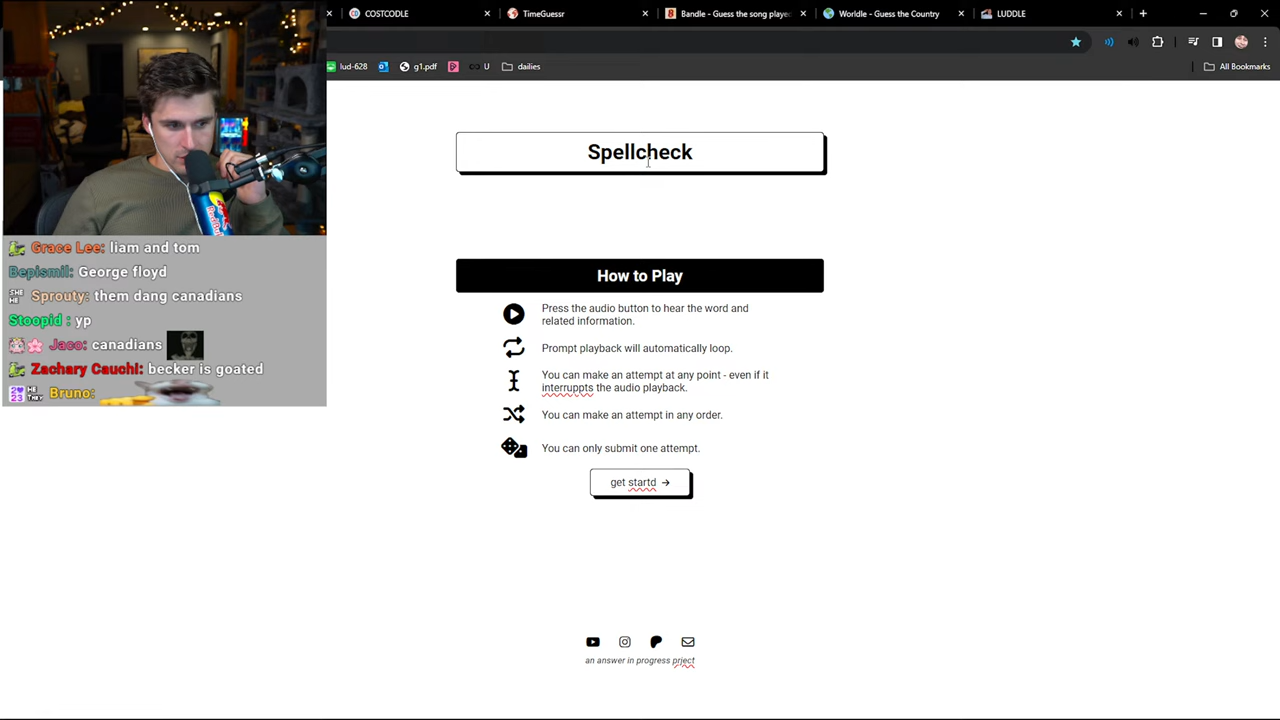 COSTCODLE
TimeGuessr
Bandle - Guess the song playe
Worldle - Guess the Country
LUDDLE
lud-628
g1.pdf
U
dailies
All Bookmarks
Spellcheck
Grace Lee: liam and tom
Bepismil: George floyd
SHE HE Sprouty: them dang canadians
Stoopid : yp
Jaco: canadians
Zachary Cauchi: becker is goated
2023 HE THEY Bruno:
How to Play
Press the audio button to hear the word and
related information.
Prompt playback will automatically loop.
You can make an attempt at any point - even if it
interruppts the audio playback.
You can make an attempt in any order.
You can only submit one attempt.
get startd →
an answer in progress prject